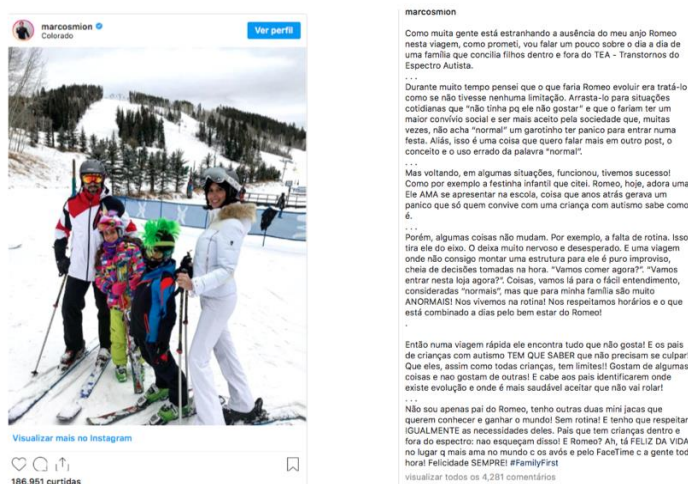 marcosmion
Colorado
Ver perfil
Visualizar mais no Instagram
186.951 curtidas
marcosmion
Como muita gente está estranhando a ausência do meu anjo Romeo
nesta viagem, como prometi, vou falar um pouco sobre o dia a dia de
uma família que concilia filhos dentro e fora do TEA - Transtornos do
Espectro Autista.
. . .
Durante muito tempo pensei que o que faria Romeo evoluir era tratá-lo
como se não tivesse nenhuma limitação. Arrasta-lo para situações
cotidianas que "não tinha pq ele não gostar" e que o fariam ter um
maior convívio social e ser mais aceito pela sociedade que, muitas
vezes, não acha "normal" um garotinho ter panico para entrar numa
festa. Aliás, isso é uma coisa que quero falar mais em outro post, o
conceito e o uso errado da palavra "normal".
. . .
Mas voltando, em algumas situações, funcionou, tivemos sucesso!
Como por exemplo a festinha infantil que citei. Romeo, hoje, adora uma
Ele AMA se apresentar na escola, coisa que anos atrás gerava um
panico que só quem convive com uma criança com autismo sabe como
é.
. . .
Porém, algumas coisas não mudam. Por exemplo, a falta de rotina. Isso
tira ele do eixo. O deixa muito nervoso e desesperado. E uma viagem
onde não consigo montar uma estrutura para ele é puro improviso,
cheia de decisões tomadas na hora. "Vamos comer agora?". "Vamos
entrar nesta loja agora?". Coisas, vamos lá para o fácil entendimento,
consideradas "normais", mas que para minha família são muito
ANORMAIS! Nos vivemos na rotina! Nos respeitamos horários e o que
está combinado a dias pelo bem estar do Romeo!
.
Então numa viagem rápida ele encontra tudo que não gosta! E os pais
de crianças com autismo TEM QUE SABER que não precisam se culpar!
Que eles, assim como todas crianças, tem limites!! Gostam de algumas
coisas e nao gostam de outras! E cabe aos pais identificarem onde
existe evolução e onde é mais saudável aceitar que não vai rolar!
. . .
Não sou apenas pai do Romeo, tenho outras duas mini jacas que
querem conhecer e ganhar o mundo! Sem rotina! E tenho que respeitar
IGUALMENTE as necessidades deles. Pais que tem crianças dentro e
fora do espectro: nao esqueçam disso! E Romeo? Ah, tá FELIZ DA VIDA
no lugar q mais ama no mundo c os avós e pelo FaceTime c a gente tod
hora! Felicidade SEMPRE! #FamilyFirst
visualizar todos os 4,281 comentários